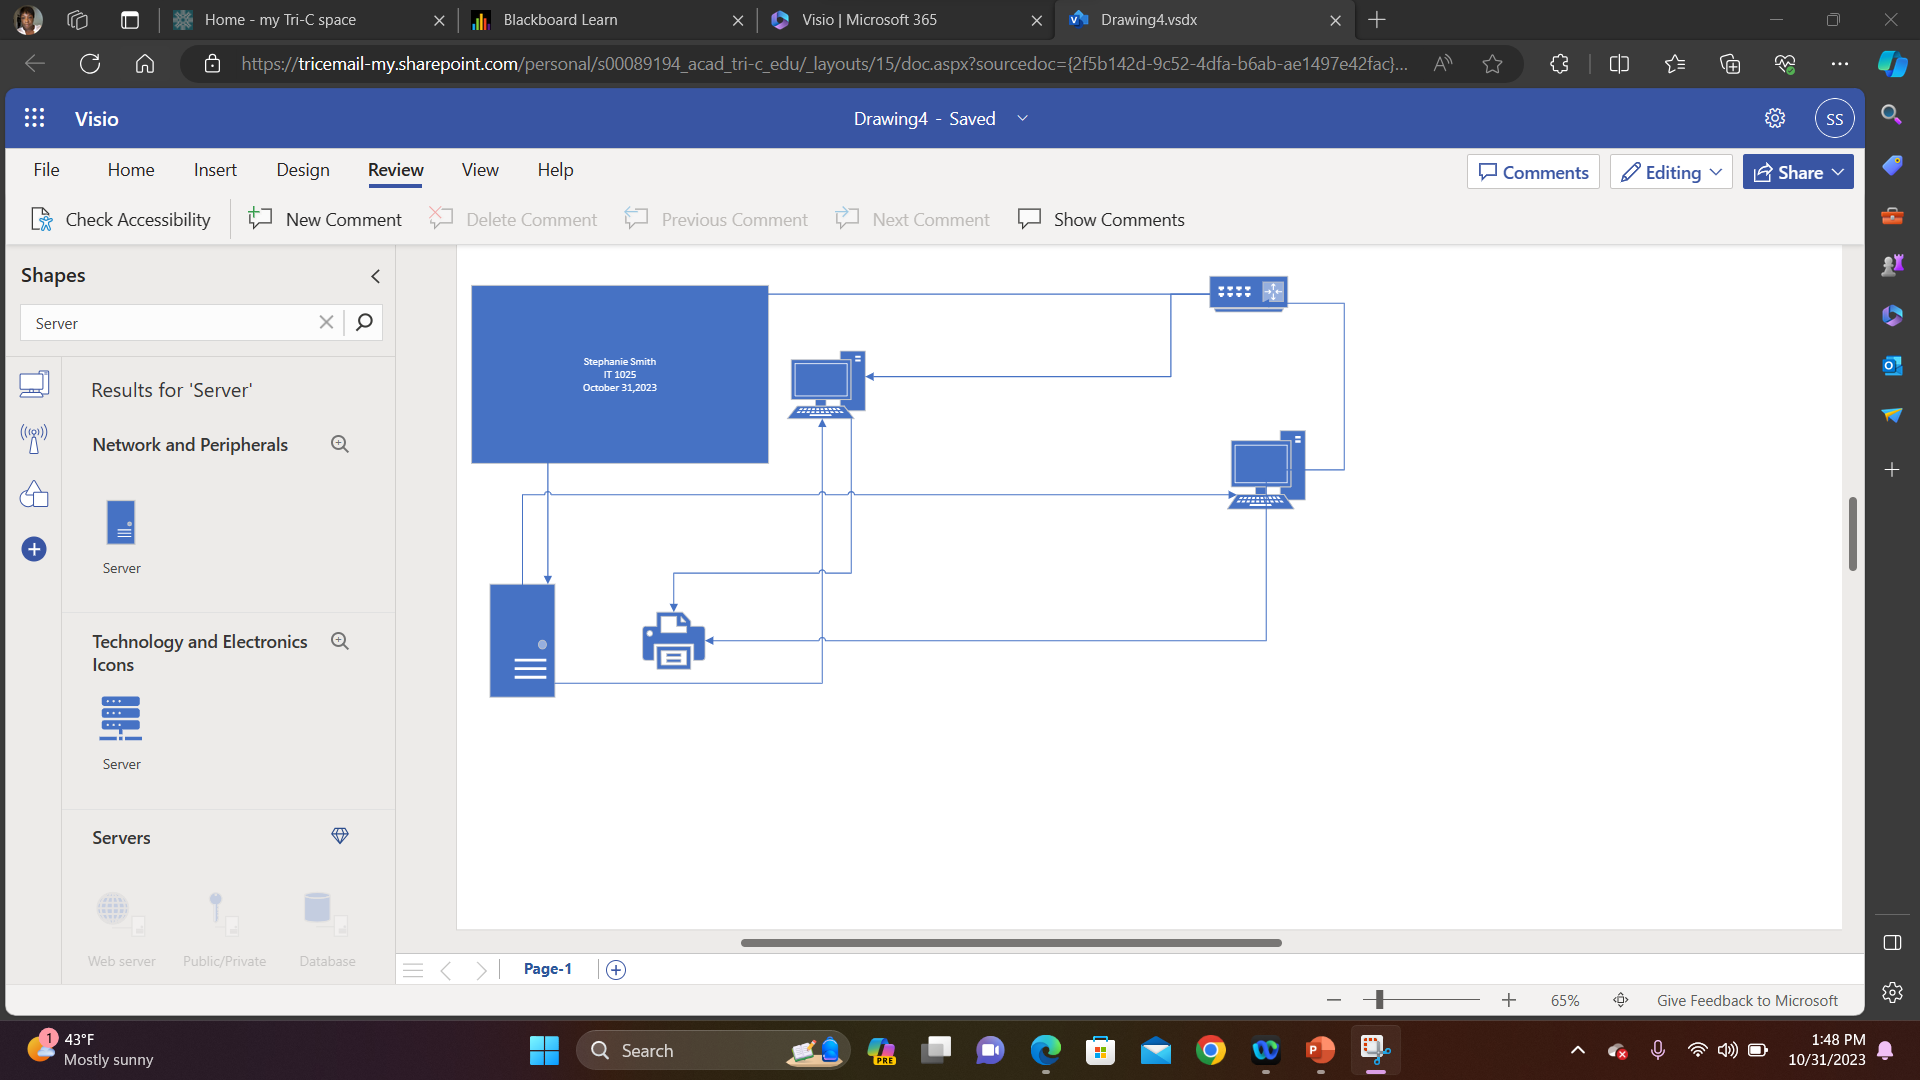 Home - my Tri-C space
Blackboard Learn
Visio | Microsoft 365
Drawing4.vsdx
https://tricemail-my.sharepoint.com/personal/s00089194_acad_tri-c_edu/_layouts/15/doc.aspx?sourcedoc={2f5b142d-9c52-4dfa-b6ab-ae1497e42fac}...
Visio
Drawing4 - Saved
SS
File Home Insert Design Review View Help
Comments Editing Share
Check Accessibility New Comment Delete Comment Previous Comment Next Comment Show Comments
Shapes
Server
Results for 'Server'
Network and Peripherals
Server
Technology and Electronics
Icons
Server
Servers
Web server Public/Private Database
Stephanie Smith
IT 1025
October 31,2023
Page-1
65% Give Feedback to Microsoft
1
43°F
Mostly sunny
Search
PRE
1:48 PM
10/31/2023